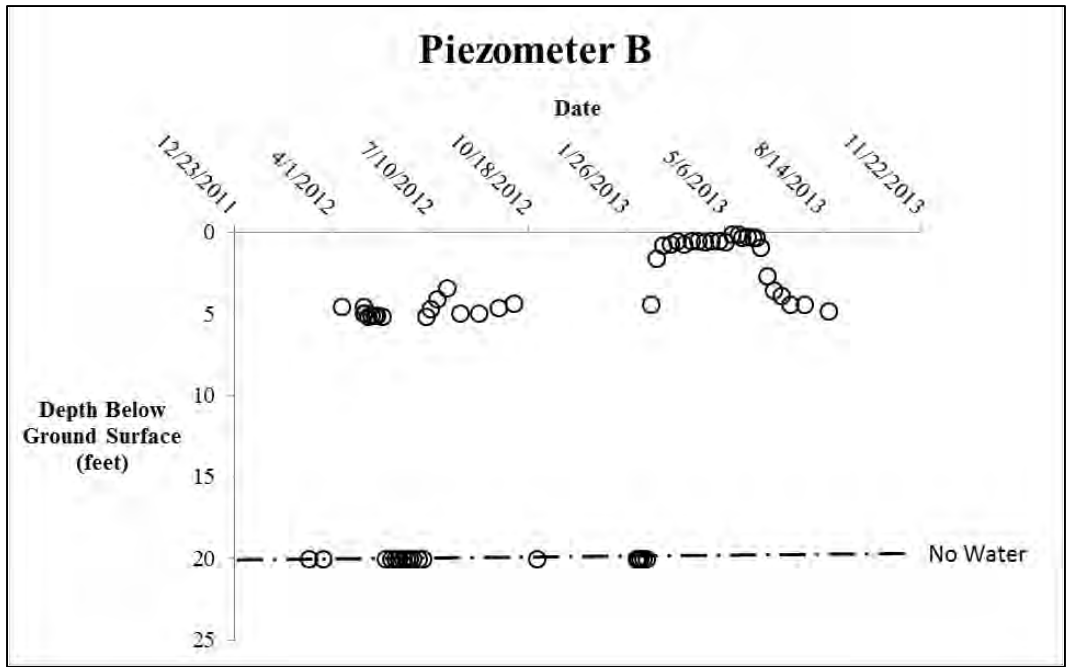 Piezometer B
Date
12/23/2011
4/1/2012
7/10/2012
10/18/2012
1/26/2013
5/6/2013
8/14/2013
11/22/2013
0
5
10
Depth Below
Ground Surface
(feet)
15
20
No Water
25